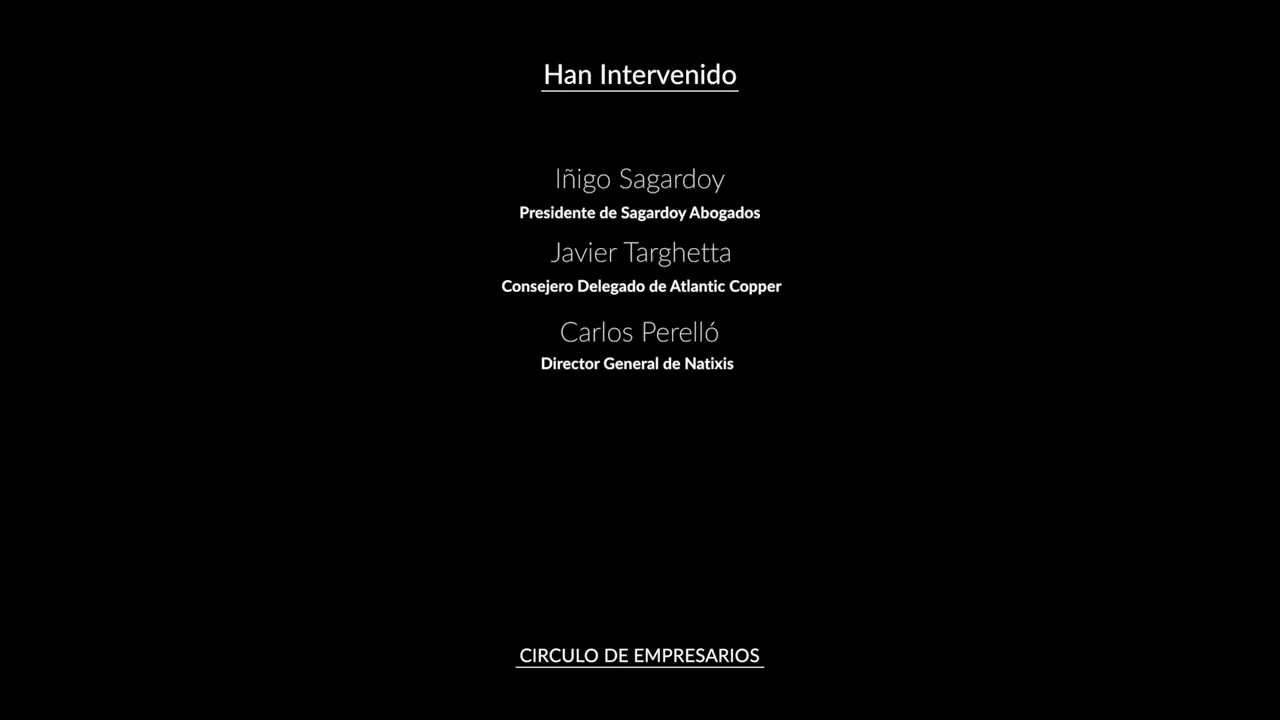 Han Intervenido
Iñigo Sagardoy
Presidente de Sagardoy Abogados
Javier Targhetta
Consejero Delegado de Atlantic Copper
Carlos Perelló
Director General de Natixis
CIRCULO DE EMPRESARIOS